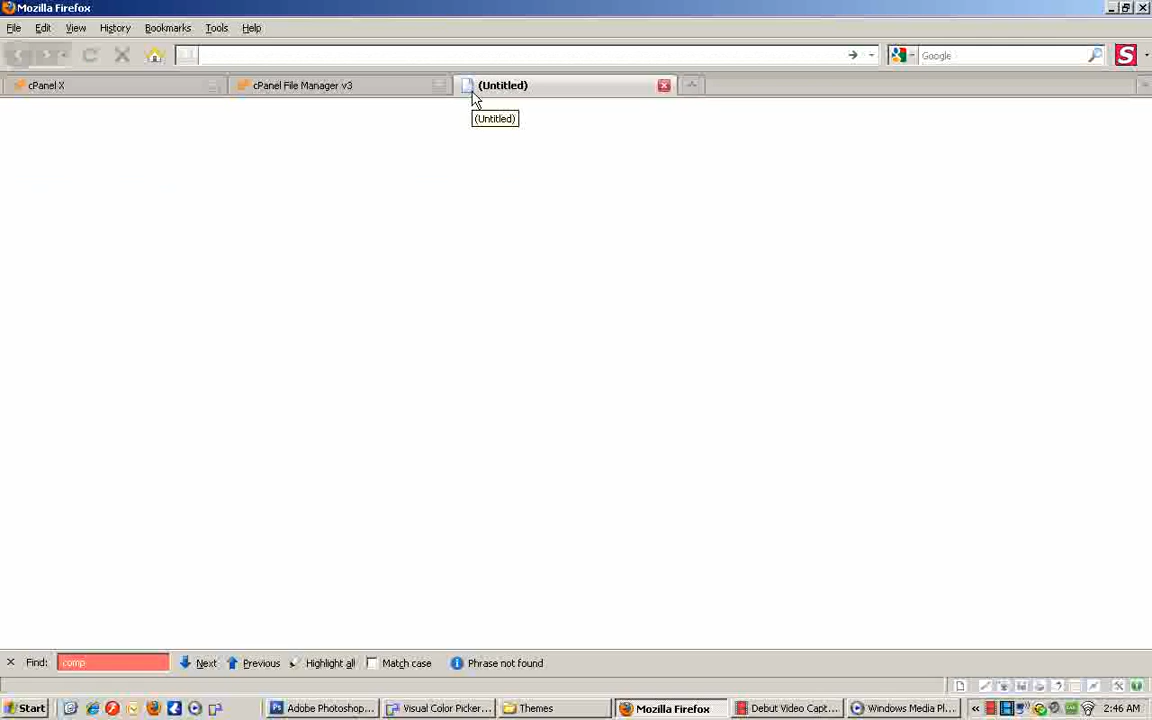 Mozilla Firefox
File Edit View History Bookmarks Tools Help
Google
S
cPanel X cPanel File Manager v3 (Untitled)
(Untitled)
Find: comp Next Previous Highlight all Match case Phrase not found
Start Adobe Photoshop... Visual Color Picker... Themes Mozilla Firefox Debut Video Capt... Windows Media Pl... 2:46 AM